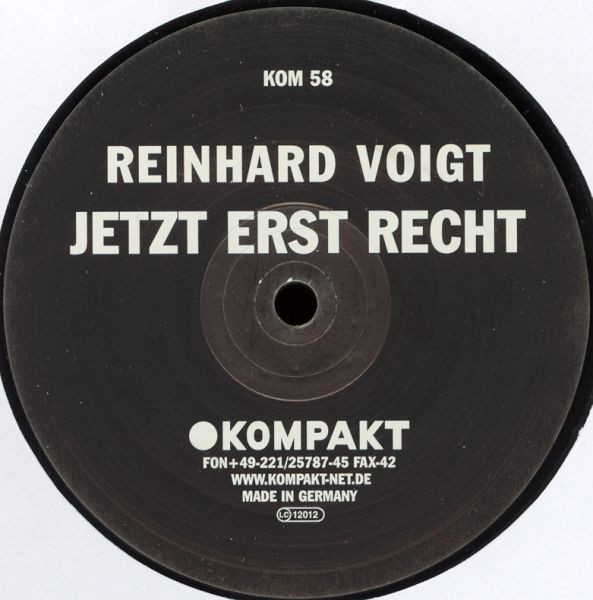 KOM 58
REINHARD VOIGT
JETZT ERST RECHT
KOMPAKT
FON+49-221/25787-45 FAX-42
WWW.KOMPAKT-NET.DE
MADE IN GERMANY
LC 12012